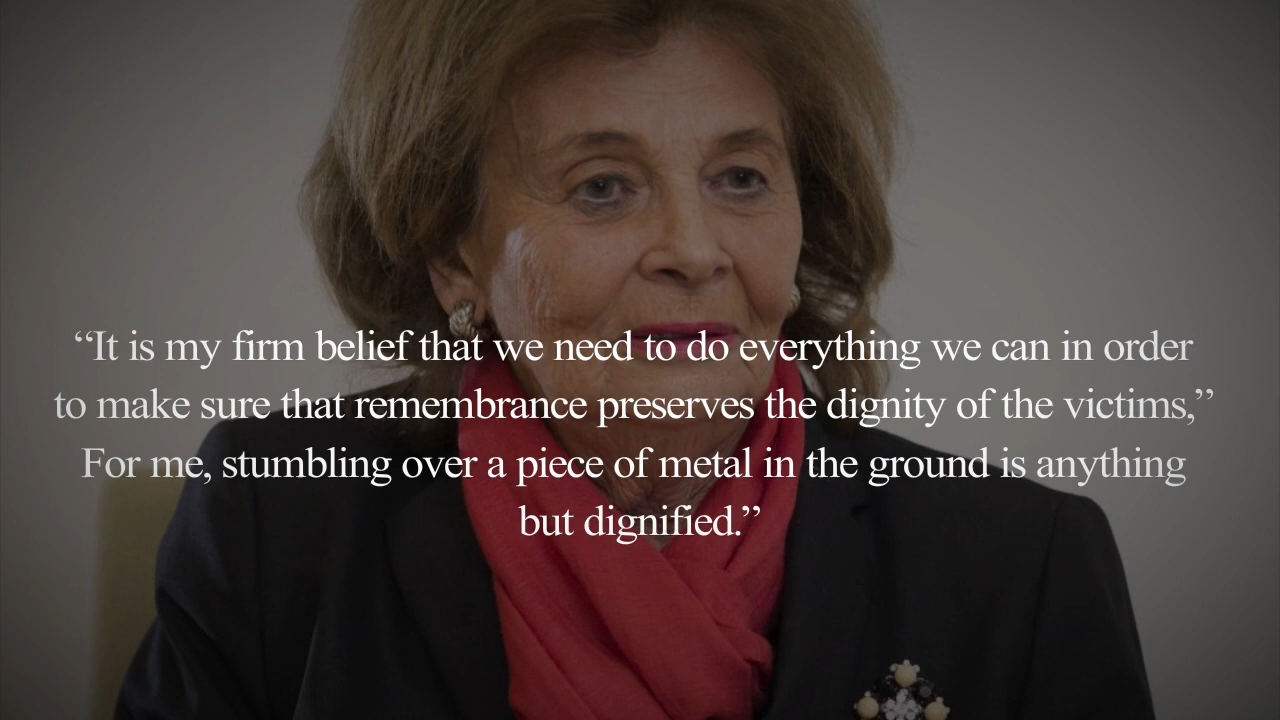 “It is my firm belief that we need to do everything we can in order
to make sure that remembrance preserves the dignity of the victims,”
For me, stumbling over a piece of metal in the ground is anything
but dignified.”